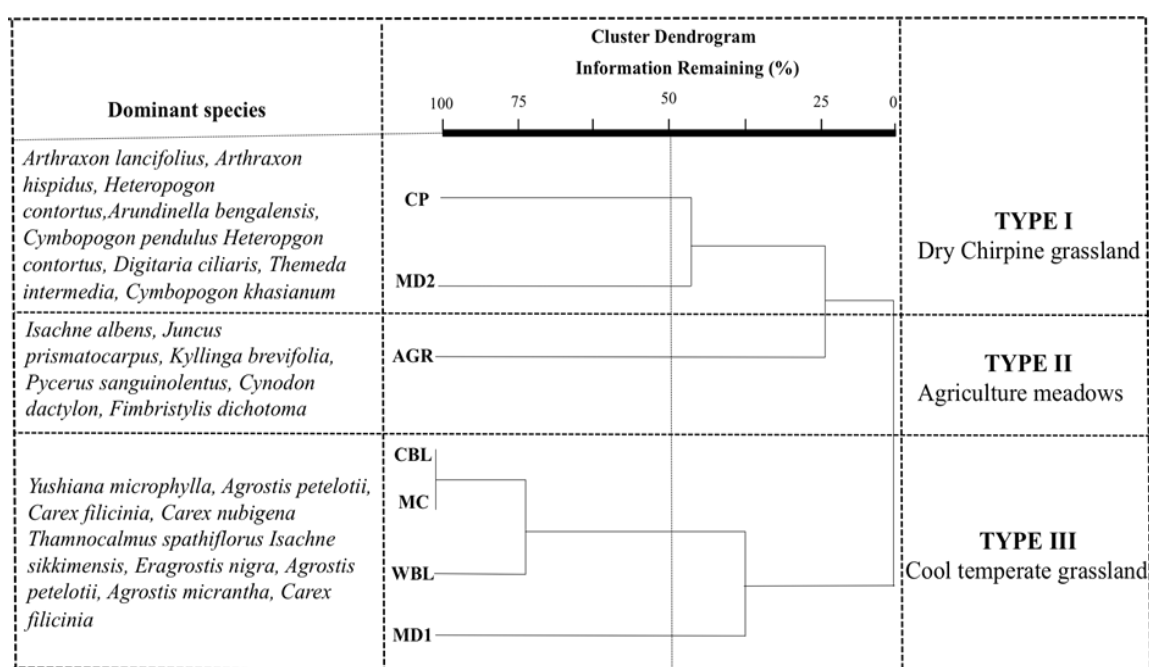 Cluster Dendrogram
Information Remaining (%)
Dominant species
100 75 50 25 0
Arthraxon lancifolius, Arthraxon
hispidus, Heteropogon
contortus,Arundinella bengalensis,
Cymbopogon pendulus Heteropgon
contortus, Digitaria ciliaris, Themeda
intermedia, Cymbopogon khasianum
CP
MD2
TYPE I
Dry Chirpine grassland
Isachne albens, Juncus
prismatocarpus, Kyllinga brevifolia,
Pycerus sanguinolentus, Cynodon
dactylon, Fimbristylis dichotoma
AGR
TYPE II
Agriculture meadows
Yushiana microphylla, Agrostis petelotii,
Carex filicinia, Carex nubigena
Thamnocalmus spathiflorus Isachne
sikkimensis, Eragrostis nigra, Agrostis
petelotii, Agrostis micrantha, Carex
filicinia
CBL
MC
WBL
MD1
TYPE III
Cool temperate grassland